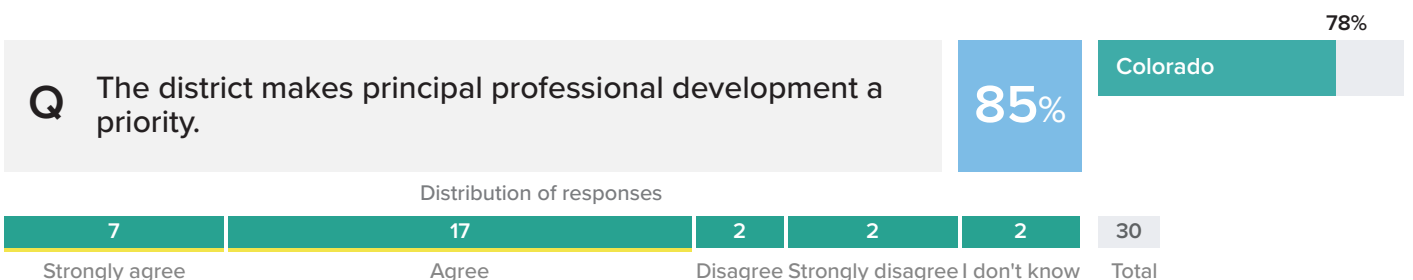 78%
Q
The district makes principal professional development a
priority.
85%
Colorado
Distribution of responses
7 17 2 2 2 30
Strongly agree Agree Disagree Strongly disagree I don't know Total